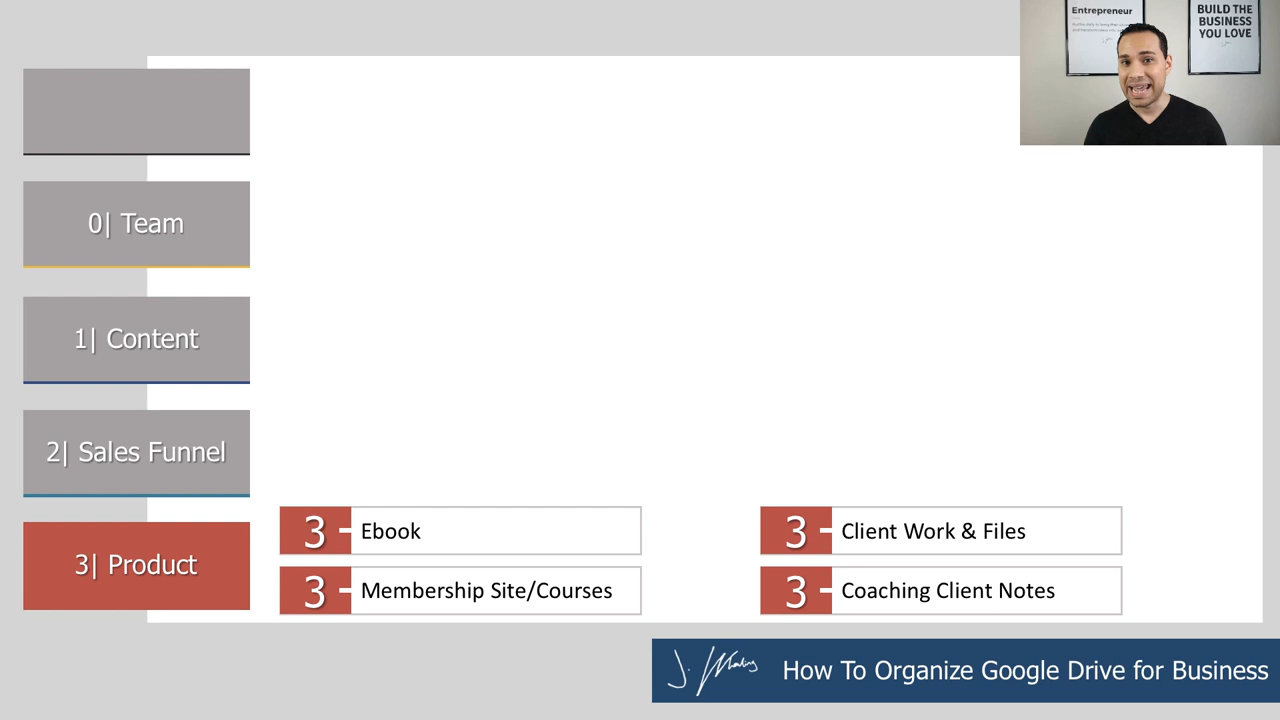 Entrepreneur
BUILD THE
BUSINESS
YOU LOVE
0| Team
1| Content
2| Sales Funnel
3| Product
3 Ebook
3 Client Work & Files
3 Membership Site/Courses
3 Coaching Client Notes
How To Organize Google Drive for Business